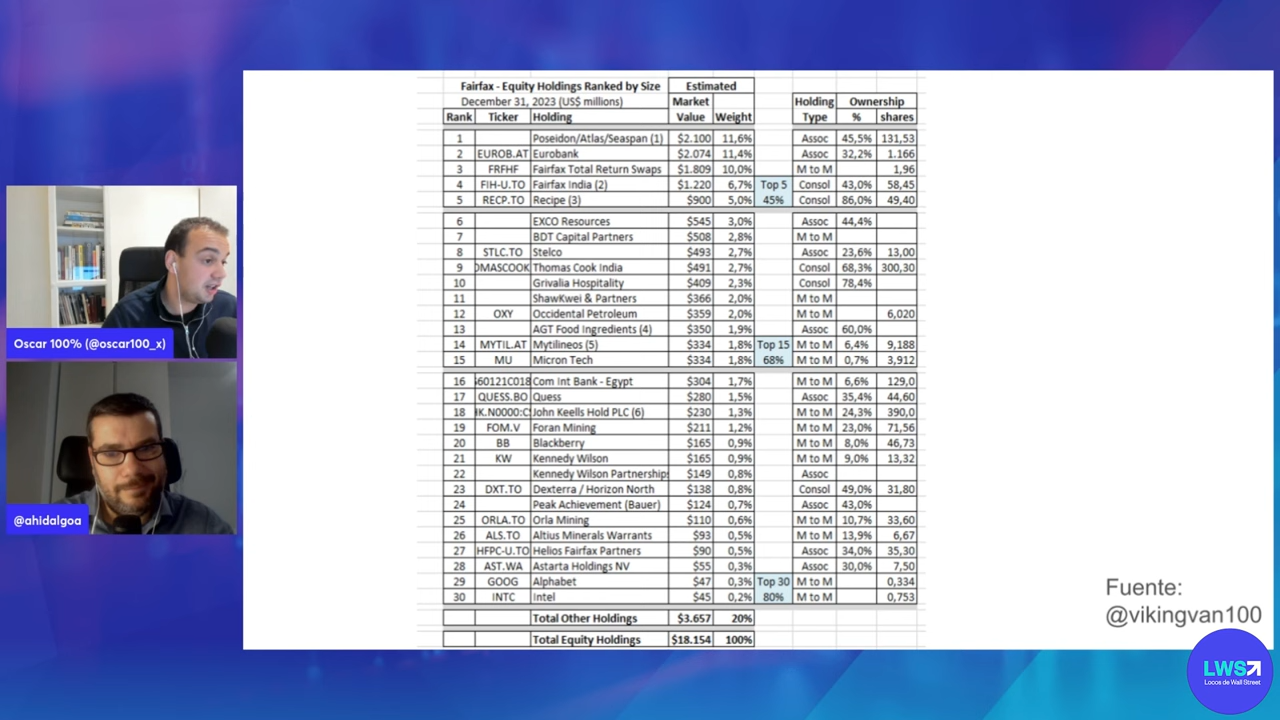 Fairfax - Equity Holdings Ranked by Size Estimated
December 31, 2023 (US$ millions) Market Holding Ownership
Rank Ticker Holding Value Weight Type % shares
1 Poseidon/Atlas/Seaspan (1) $2.100 11,6% Assoc 45,5% 131,53
2 EUROB.AT Eurobank $2.074 11,4% Assoc 32,2% 1.166
3 FRFHF Fairfax Total Return Swaps $1.809 10,0% M to M 1,96
4 FIH-U.TO Fairfax India (2) $1.220 6,7% Top 5 Consol 43,0% 58,45
5 RECP.TO Recipe (3) $900 5,0% 45% Consol 86,0% 49,40
6 EXCO Resources $545 3,0% Assoc 44,4%
7 BDT Capital Partners $508 2,8% M to M
8 STLC.TO Stelco $493 2,7% Assoc 23,6% 13,00
9 OMASCOOK Thomas Cook India $491 2,7% Consol 68,3% 300,30
10 Grivalia Hospitality $409 2,3% Consol 78,4%
11 ShawKwei & Partners $366 2,0% M to M
12 OXY Occidental Petroleum $359 2,0% M to M 6,020
13 AGT Food Ingredients (4) $350 1,9% Assoc 60,0%
14 MYTIL.AT Mytilineos (5) $334 1,8% Top 15 M to M 6,4% 9,188
15 MU Micron Tech $334 1,8% 68% M to M 0,7% 3,912
16 60121C018 Com Int Bank - Egypt $304 1,7% M to M 6,6% 129,0
17 QUESS.BO Quess $280 1,5% Assoc 35,4% 44,60
18 K.N0000:C John Keells Hold PLC (6) $230 1,3% M to M 24,3% 390,0
19 FOM.V Foran Mining $211 1,2% M to M 23,0% 71,56
20 BB Blackberry $165 0,9% M to M 8,0% 46,73
21 KW Kennedy Wilson $165 0,9% M to M 9,0% 13,32
22 Kennedy Wilson Partnerships $149 0,8% Assoc
23 DXT.TO Dexterra / Horizon North $138 0,8% Consol 49,0% 31,80
24 Peak Achievement (Bauer) $124 0,7% Assoc 43,0%
25 ORLA.TO Orla Mining $110 0,6% M to M 10,7% 33,60
26 ALS.TO Altius Minerals Warrants $93 0,5% M to M 13,9% 6,67
27 HFPC-U.TO Helios Fairfax Partners $90 0,5% Assoc 34,0% 35,30
28 AST.WA Astarta Holdings NV $55 0,3% Assoc 30,0% 7,50
29 GOOG Alphabet $47 0,3% Top 30 M to M 0,334
30 INTC Intel $45 0,2% 80% M to M 0,753
Total Other Holdings $3.657 20%
Total Equity Holdings $18.154 100%
Oscar 100% (@oscar100_x)
@ahidalgoa
Fuente:
@vikingvan100
LWS
Locos de Wall Street